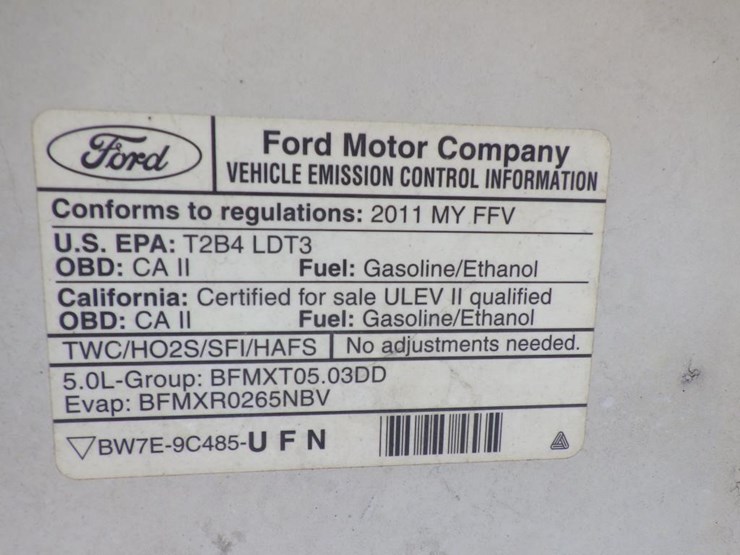 Ford
Ford Motor Company
VEHICLE EMISSION CONTROL INFORMATION
Conforms to regulations: 2011 MY FFV
U.S. EPA: T2B4 LDT3
OBD: CA II Fuel: Gasoline/Ethanol
California: Certified for sale ULEV II qualified
OBD: CA II Fuel: Gasoline/Ethanol
TWC/HO2S/SFI/HAFS No adjustments needed.
5.0L-Group: BFMXT05.03DD
Evap: BFMXR0265NBV
BW7E-9C485-U F N